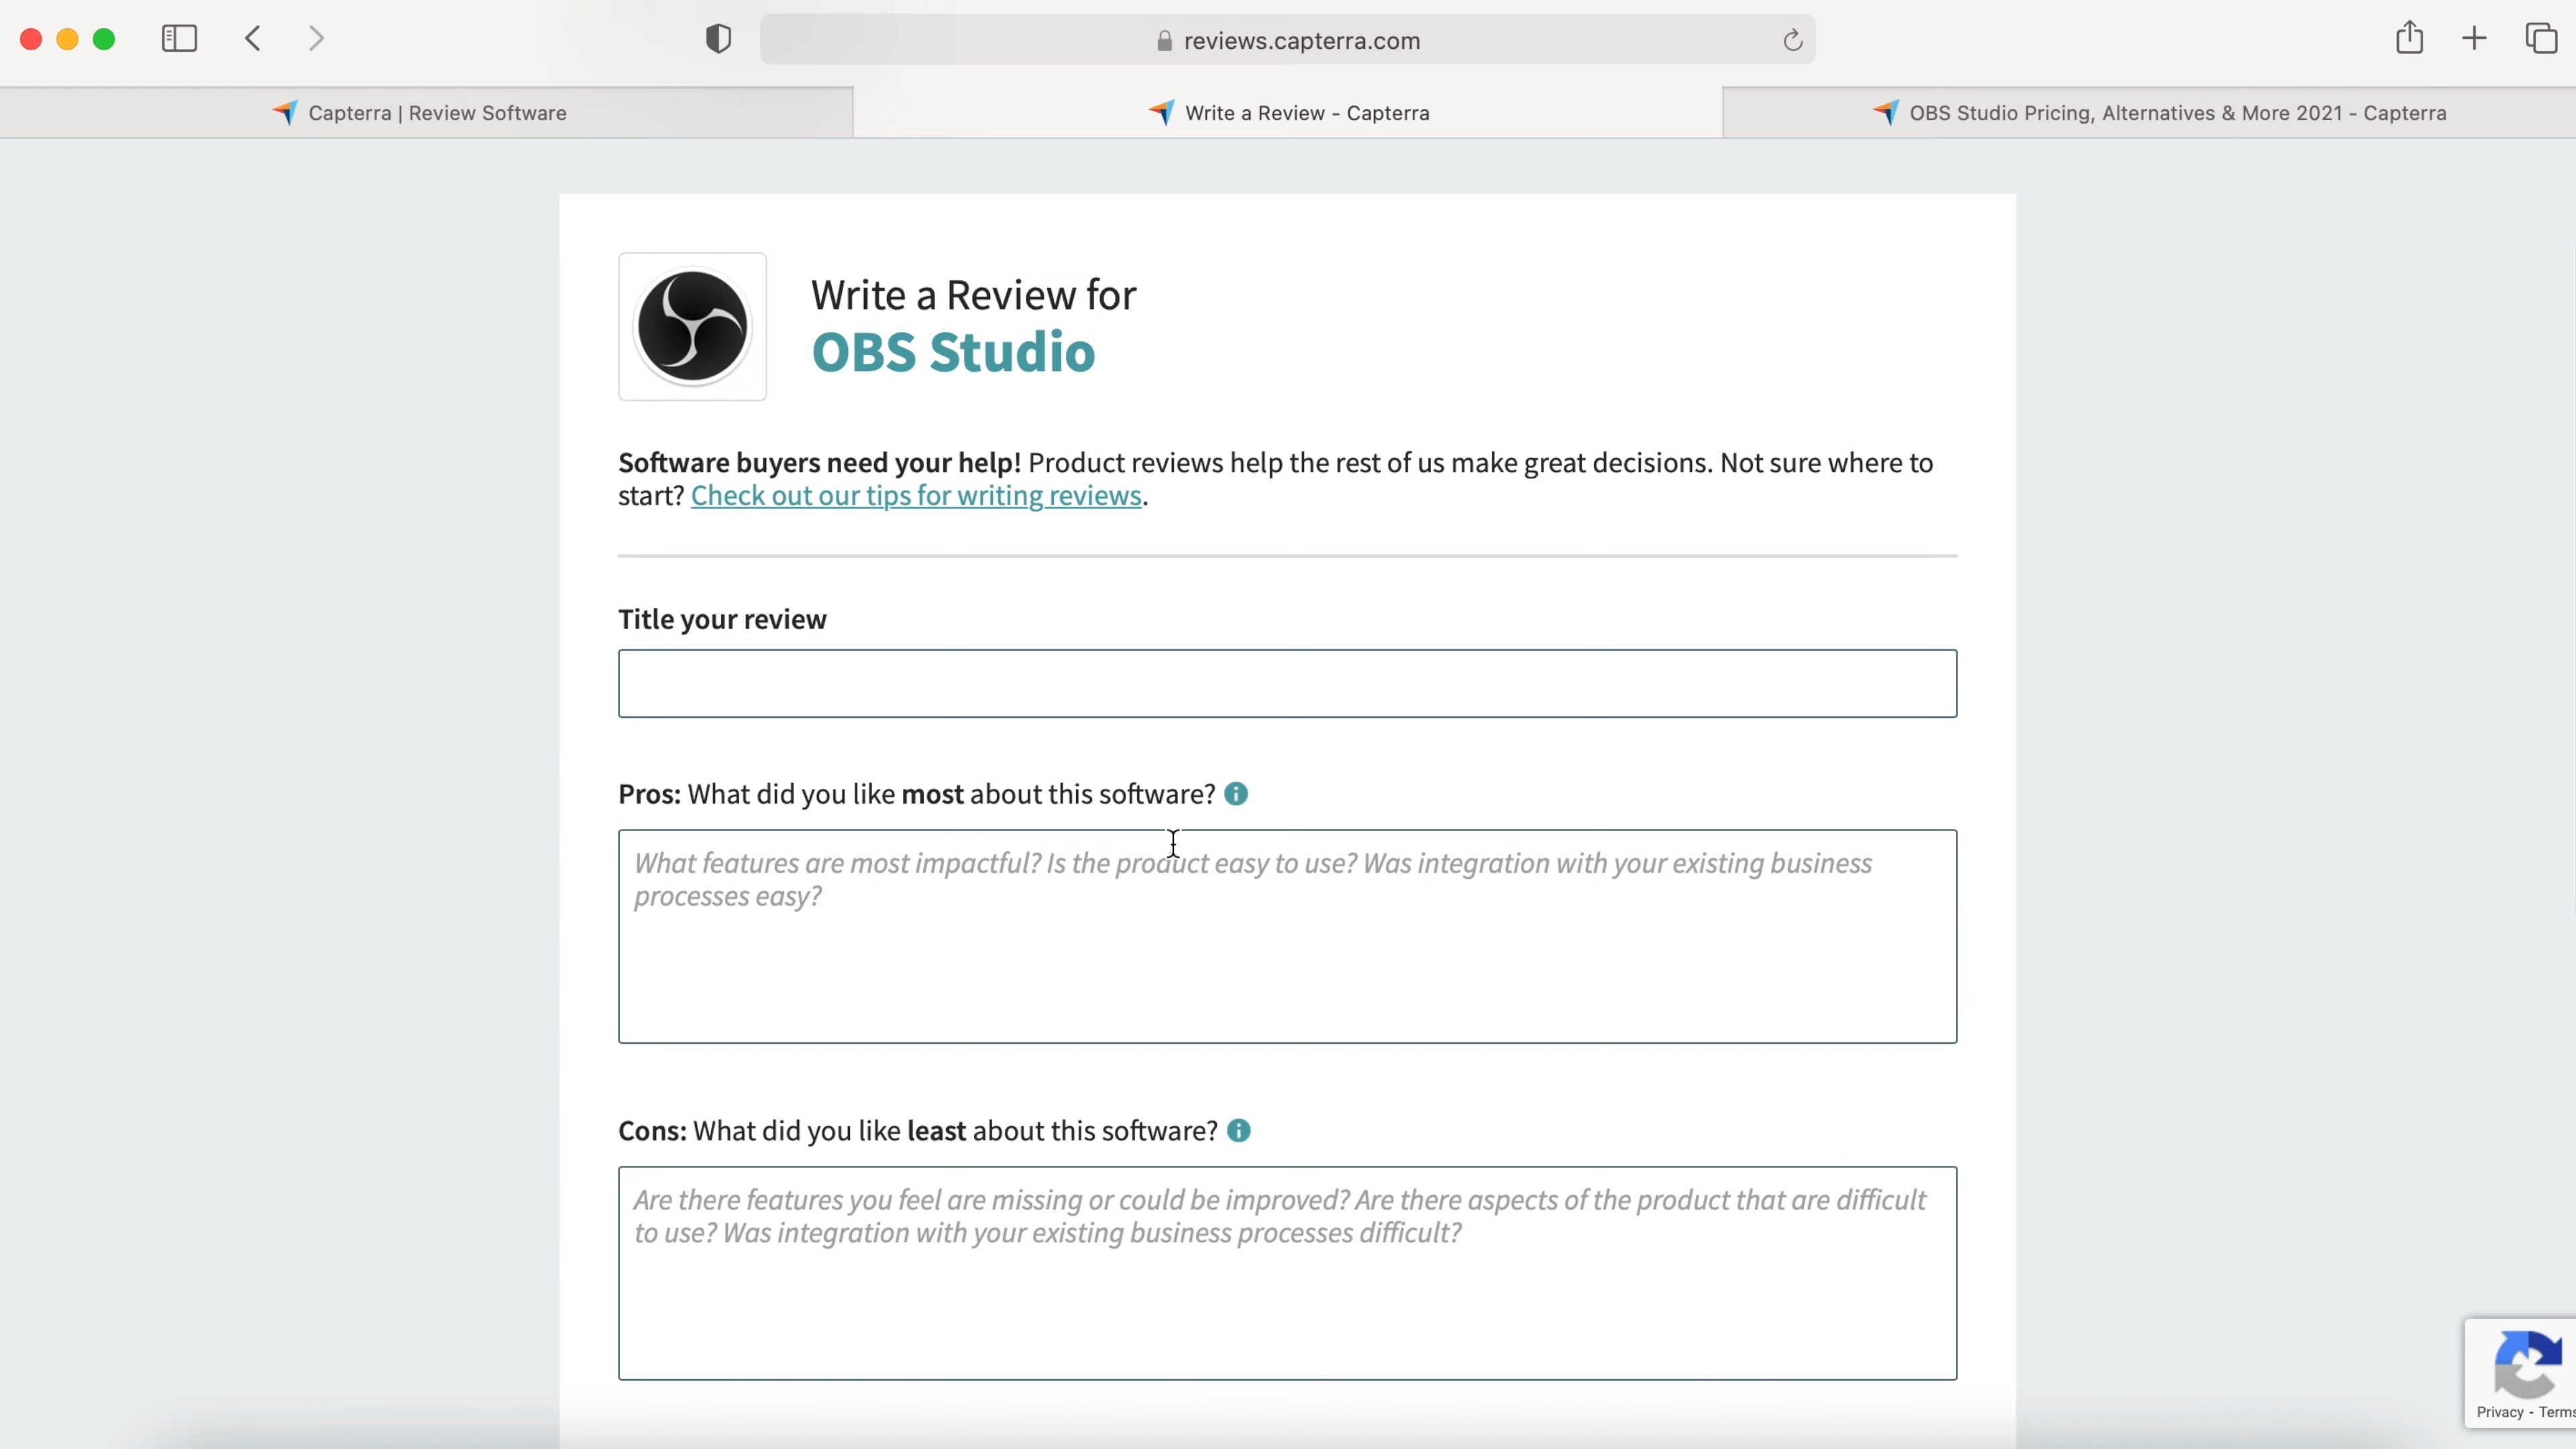 reviews.capterra.com
Capterra | Review Software
Write a Review - Capterra
OBS Studio Pricing, Alternatives & More 2021 - Capterra
Write a Review for
OBS Studio
Software buyers need your help! Product reviews help the rest of us make great decisions. Not sure where to
start? Check out our tips for writing reviews.
Title your review
Pros: What did you like most about this software?
What features are most impactful? Is the product easy to use? Was integration with your existing business
processes easy?
Cons: What did you like least about this software?
Are there features you feel are missing or could be improved? Are there aspects of the product that are difficult
to use? Was integration with your existing business processes difficult?
Privacy - Terms